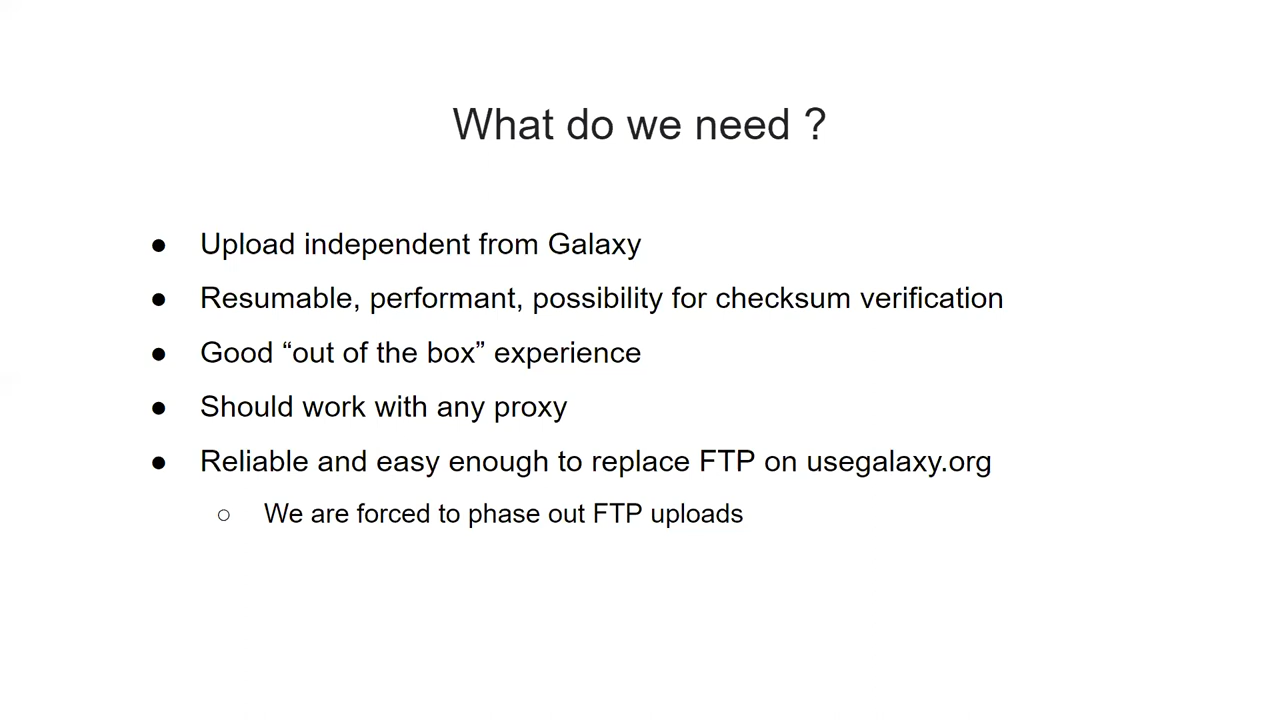 What do we need ?
● Upload independent from Galaxy
● Resumable, performant, possibility for checksum verification
● Good “out of the box” experience
● Should work with any proxy
● Reliable and easy enough to replace FTP on usegalaxy.org
○ We are forced to phase out FTP uploads